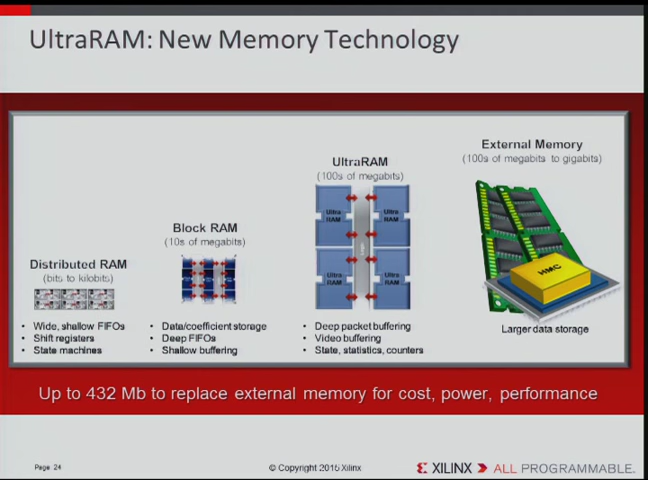 UltraRAM: New Memory Technology
External Memory
(100s of megabits to gigabits)
UltraRAM
(100s of megabits)
Block RAM
(10s of megabits)
Distributed RAM
(bits to kilobits)
Ultra
RAM
Ultra
RAM
Ultra
RAM
Ultra
RAM
HMC
• Wide, shallow FIFOs
• Shift registers
• State machines
• Data/coefficient storage
• Deep FIFOs
• Shallow buffering
• Deep packet buffering
• Video buffering
• State, statistics, counters
Larger data storage
Up to 432 Mb to replace external memory for cost, power, performance
Page 24
© Copyright Xilinx
XILINX ALL PROGRAMMABLE.